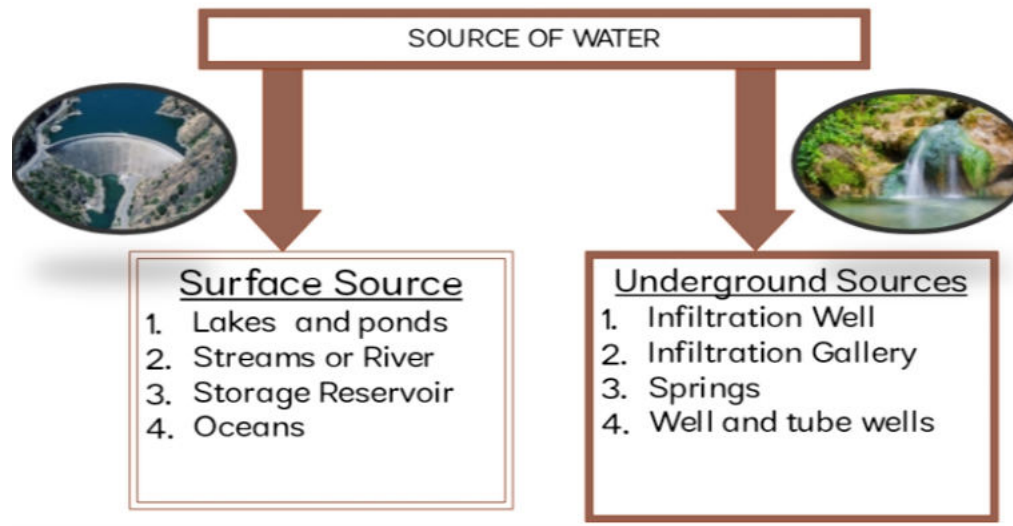 SOURCE OF WATER
Surface Source
1. Lakes and ponds
2. Streams or River
3. Storage Reservoir
4. Oceans
Underground Sources
1. Infiltration Well
2. Infiltration Gallery
3. Springs
4. Well and tube wells